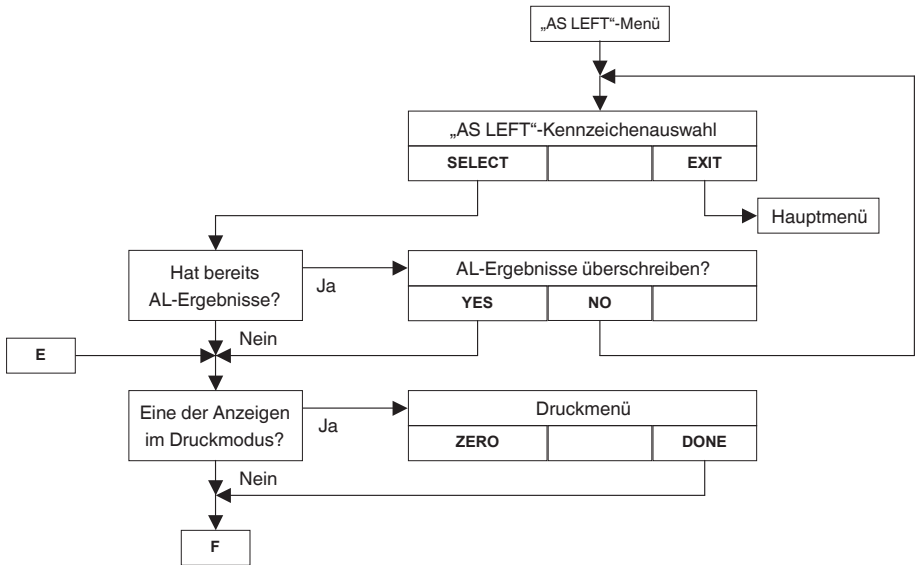 „AS LEFT“-Menü
„AS LEFT“-Kennzeichenauswahl
SELECT
EXIT
Hauptmenü
Hat bereits
AL-Ergebnisse?
Ja
AL-Ergebnisse überschreiben?
YES
NO
Nein
E
Eine der Anzeigen
im Druckmodus?
Ja
Druckmenü
ZERO
DONE
Nein
F